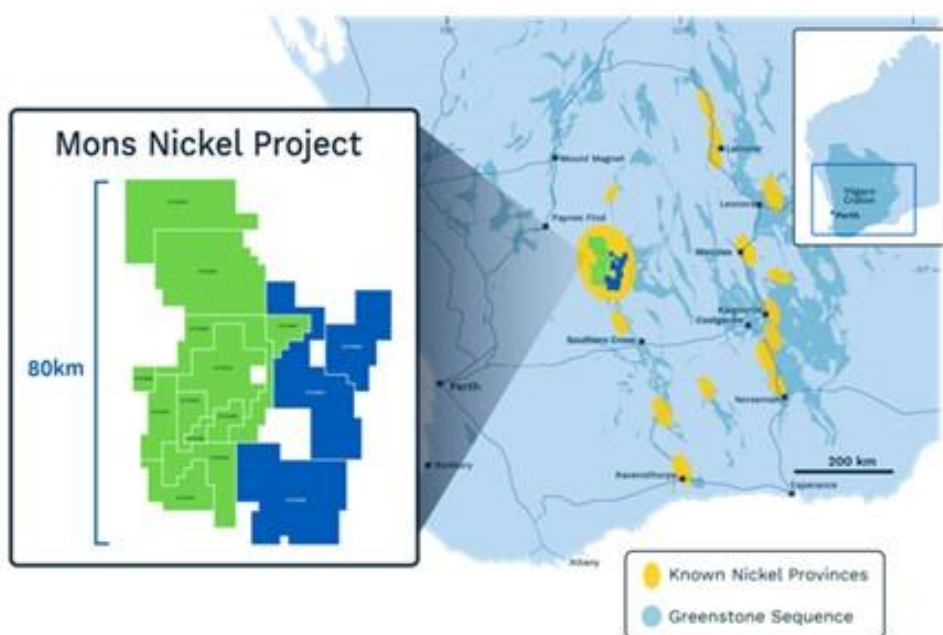 Mons Nickel Project
80km
Mount Magnet
Paynes Find
Leinster
Leonora
Menzies
Kalgoorlie
Coolgardie
Southern Cross
Perth
Norseman
Bunbury
Ravensthorpe
Esperance
Albany
200 km
Yilgarn
Craton
Perth
Known Nickel Provinces
Greenstone Sequence